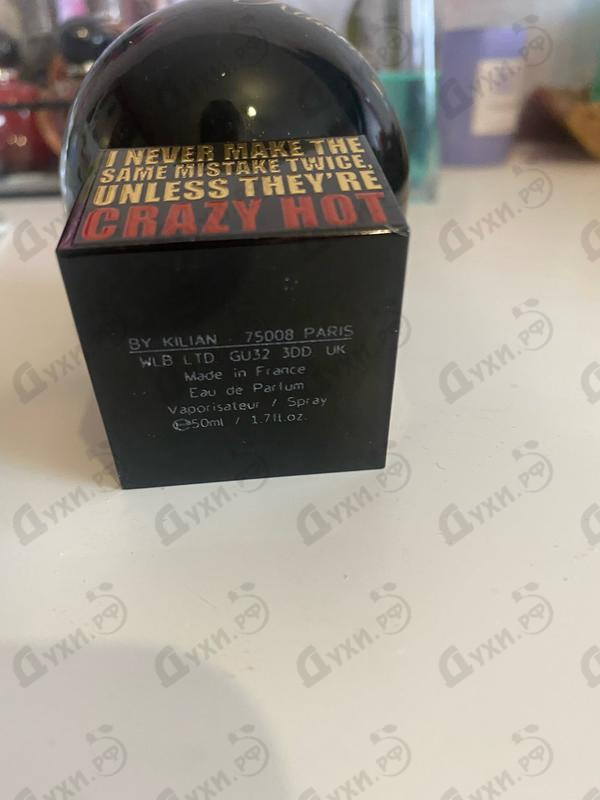 I NEVER MAKE THE
SAME MISTAKE TWICE,
UNLESS THEY'RE
CRAZY HOT
BY KILIAN · 75008 PARIS
WLB LTD GU32 3DD UK
Made in France
Eau de Parfum
Vaporisateur / Spray
℮50ml / 1.7fl.oz.
Духи.рф